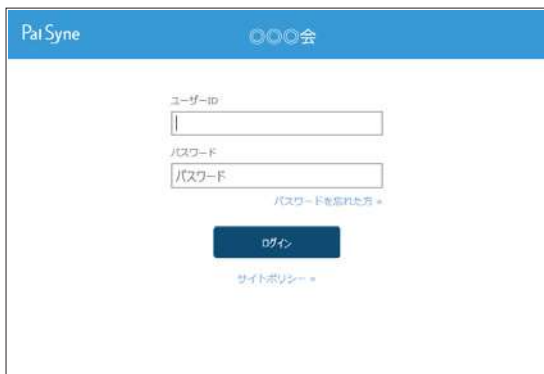 PatSyne
◎◎◎会
ユーザーID
パスワード
パスワード
パスワードを忘れた方 »
ログイン
サイトポリシー »